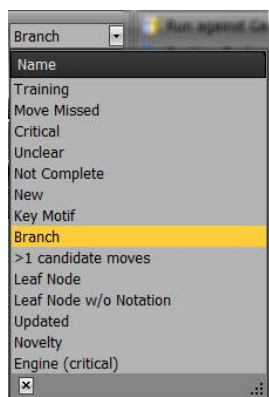 Branch
Name
Training
Move Missed
Critical
Unclear
Not Complete
New
Key Motif
Branch
>1 candidate moves
Leaf Node
Leaf Node w/o Notation
Updated
Novelty
Engine (critical)